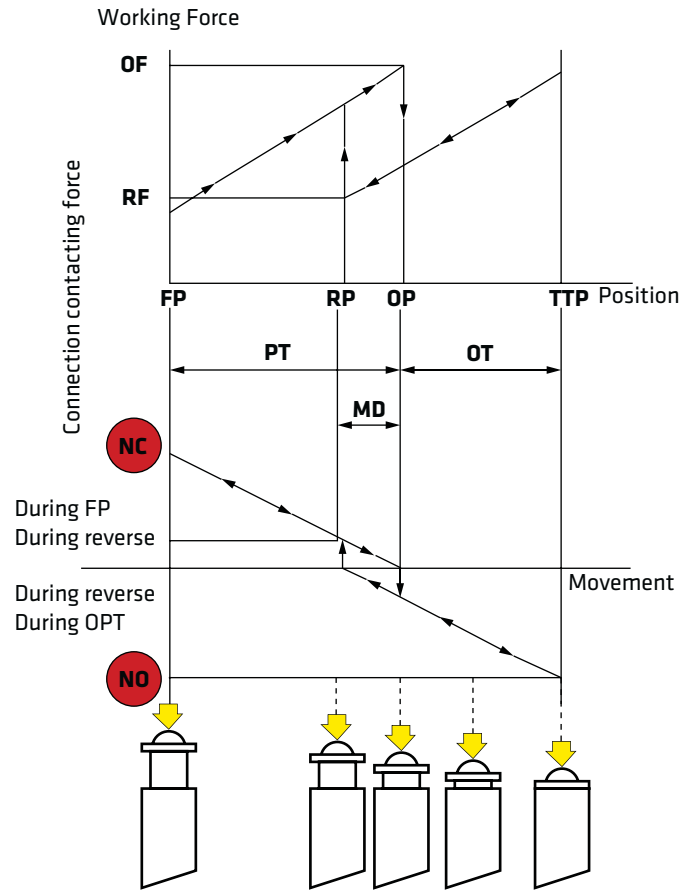 Working Force
OF
RF
Connection contacting force
FP RP OP TTP Position
PT OT
MD
NC
During FP
During reverse
Movement
During reverse
During OPT
NO